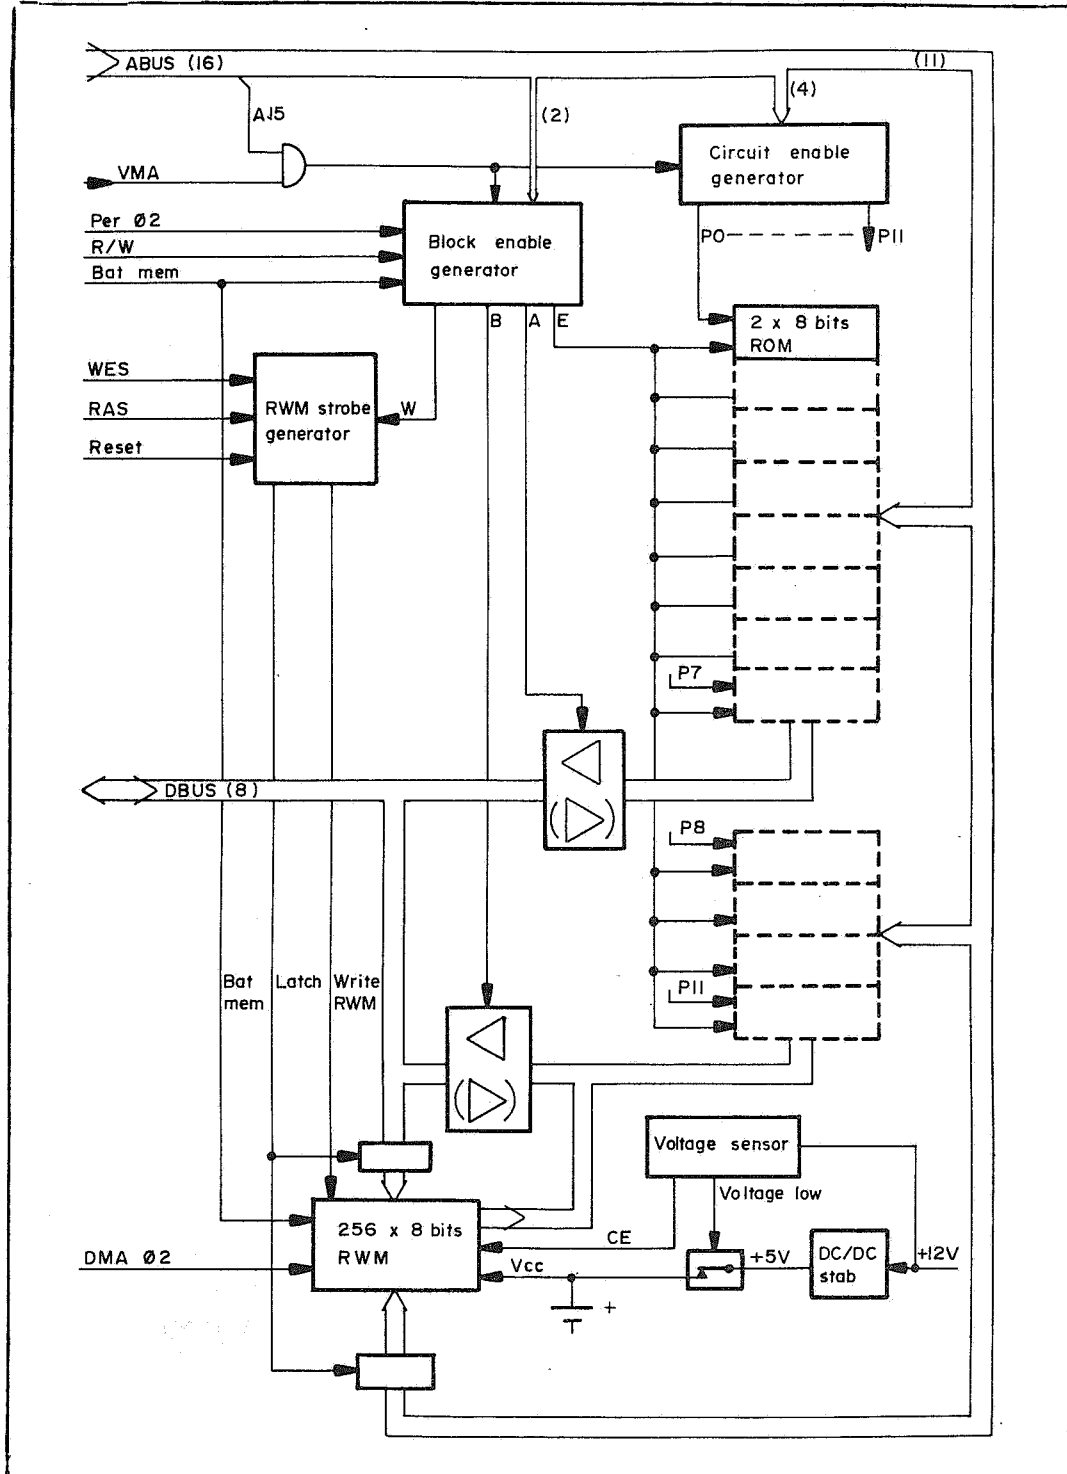 ABUS (16)
(11)
(4)
(2)
A15
VMA
Circuit enable
generator
Per Ø2
R/W
Bat mem
Block enable
generator
P0
P11
B
A
E
2 x 8 bits
ROM
WES
RAS
Reset
RWM strobe
generator
W
P7
DBUS (8)
P8
P11
Bat
mem
Latch
Write
RWM
Voltage sensor
Voltage low
256 x 8 bits
RWM
CE
DMA Ø2
Vcc
+5V
DC/DC
stab
+12V
+